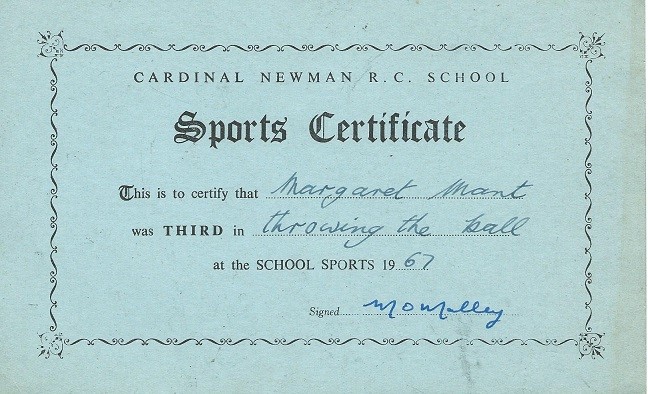 CARDINAL NEWMAN R. C. SCHOOL
Sports Certificate
This is to certify that Margaret Mant
was THIRD in throwing the ball
at the SCHOOL SPORTS 1967
Signed M O'Malley